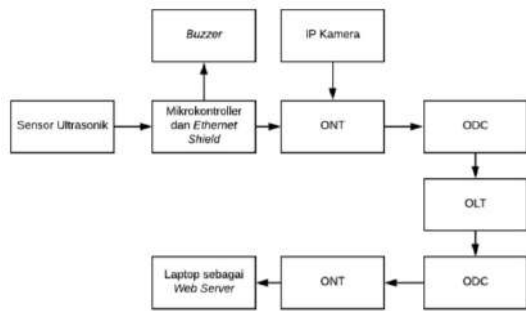 Buzzer
IP Kamera
Sensor Ultrasonik
Mikrokontroller
dan Ethernet
Shield
ONT
ODC
OLT
Laptop sebagai
Web Server
ONT
ODC